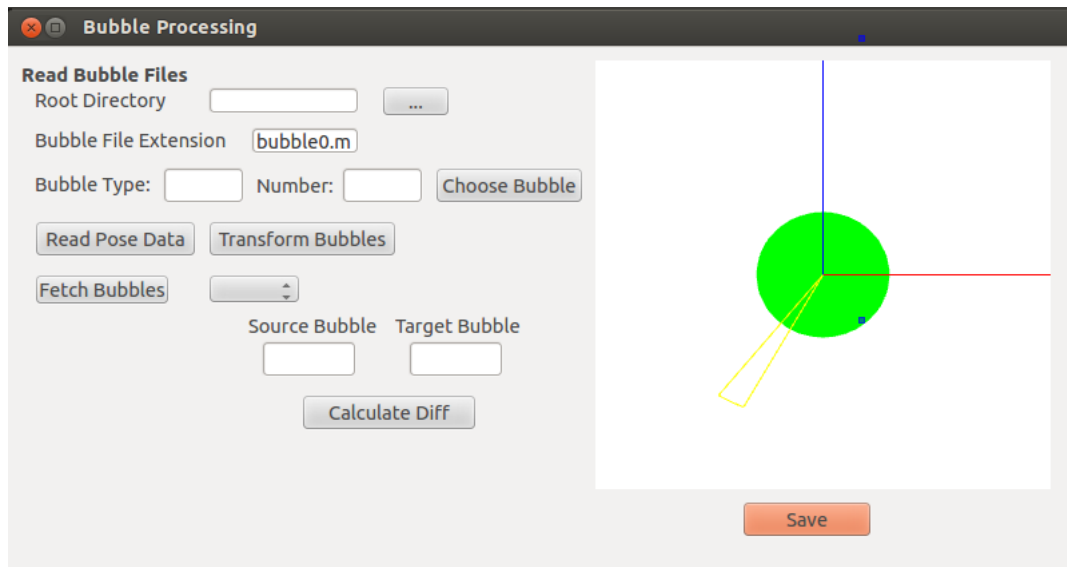 Bubble Processing
Read Bubble Files
Root Directory ...
Bubble File Extension bubble0.m
Bubble Type: Number: Choose Bubble
Read Pose Data Transform Bubbles
Fetch Bubbles
Source Bubble Target Bubble
Calculate Diff
Save